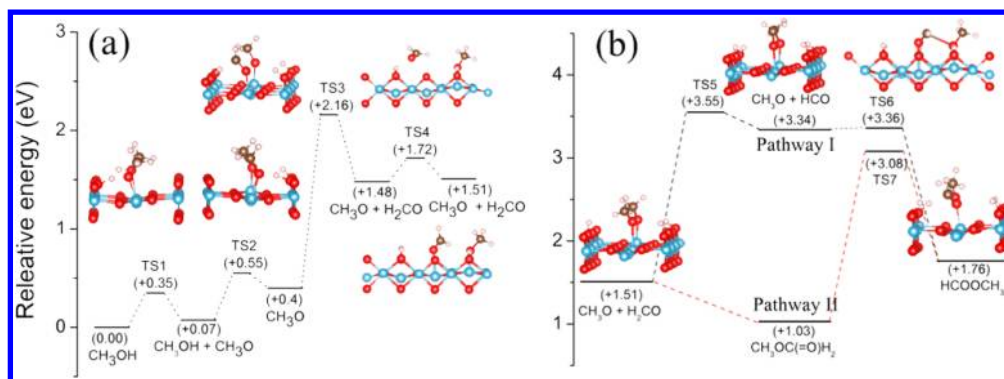 (a)
Releative energy (eV)
3
2
1
0
(0.00)
CH₃OH
TS1
(+0.35)
(+0.07)
CH₃OH + CH₃O
TS2
(+0.55)
(+0.4)
CH₃O
TS3
(+2.16)
(+1.48)
CH₃O + H₂CO
TS4
(+1.72)
(+1.51)
CH₃O + H₂CO
(b)
4
3
2
1
(+1.51)
CH₃O + H₂CO
TS5
(+3.55)
CH₃O + HCO
(+3.34)
Pathway I
TS6
(+3.36)
(+3.08)
TS7
Pathway II
(+1.03)
CH₃OC(=O)H₂
(+1.76)
HCOOCH₃